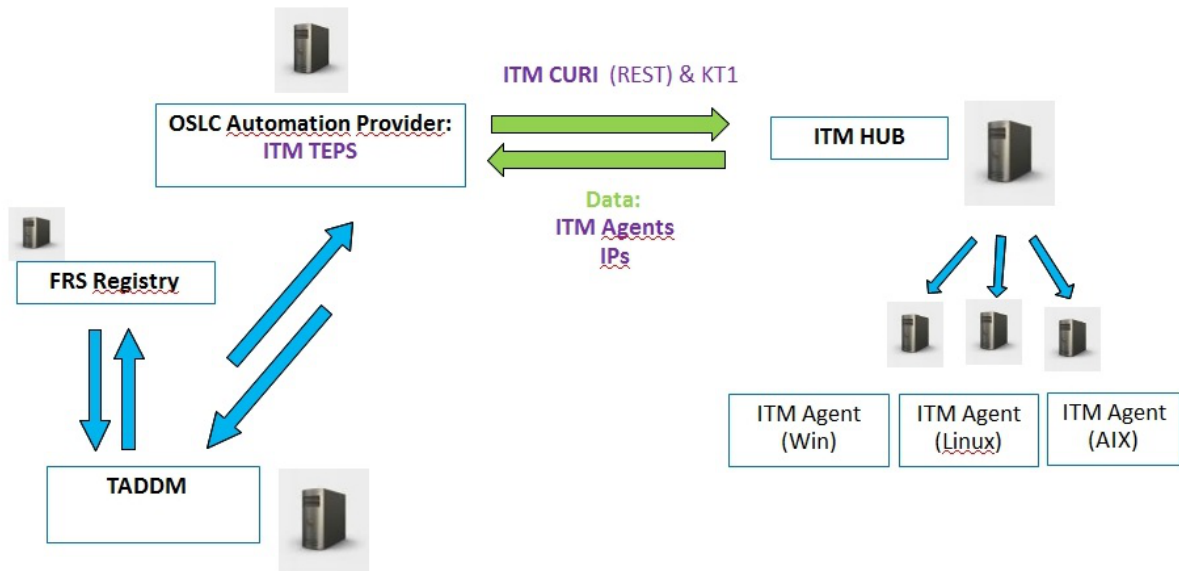 ITM CURI (REST) & KT1
OSLC Automation Provider:
ITM TEPS
ITM HUB
Data:
ITM Agents
IPs
FRS Registry
TADDM
ITM Agent
(Win)
ITM Agent
(Linux)
ITM Agent
(AIX)